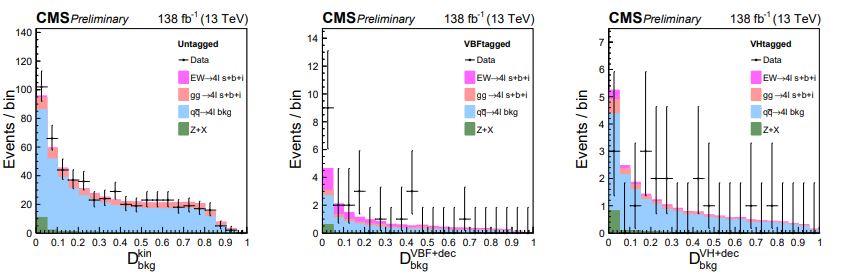 CMS Preliminary 138 fb⁻¹ (13 TeV)
Events / bin
140
120
100
80
60
40
20
0
Untagged
Data
EW→4l s+b+i
gg→4l s+b+i
qq̅→4l bkg
Z+X
0 0.1 0.2 0.3 0.4 0.5 0.6 0.7 0.8 0.9 1
D_bkg^kin
CMS Preliminary 138 fb⁻¹ (13 TeV)
Events / bin
14
12
10
8
6
4
2
0
VBFtagged
Data
EW→4l s+b+i
gg→4l s+b+i
qq̅→4l bkg
Z+X
0 0.1 0.2 0.3 0.4 0.5 0.6 0.7 0.8 0.9 1
D_bkg^VBF+dec
CMS Preliminary 138 fb⁻¹ (13 TeV)
Events / bin
7
6
5
4
3
2
1
0
VHtagged
Data
EW→4l s+b+i
gg→4l s+b+i
qq̅→4l bkg
Z+X
0 0.1 0.2 0.3 0.4 0.5 0.6 0.7 0.8 0.9 1
D_bkg^VH+dec